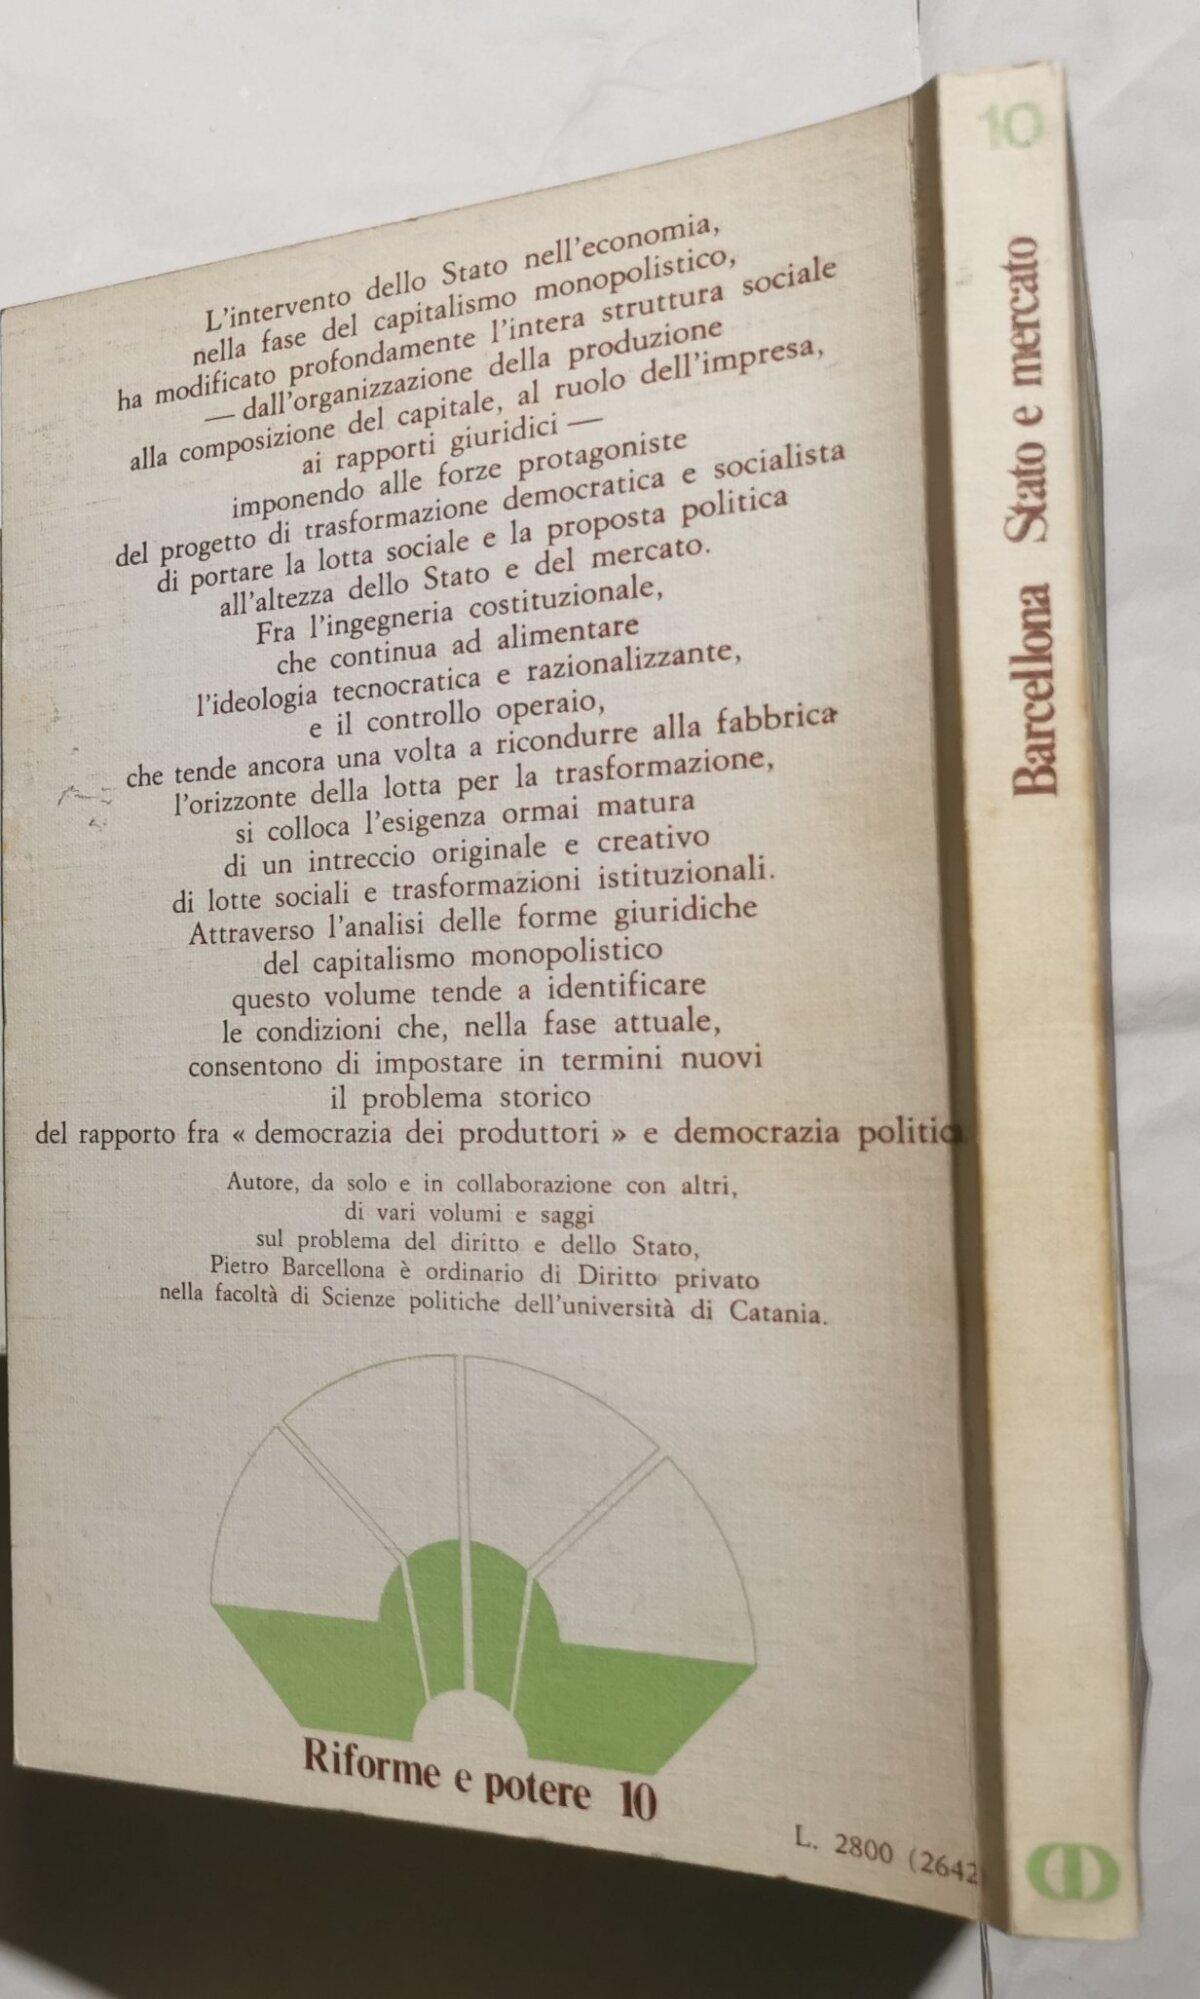 L'intervento dello Stato nell'economia,
nella fase del capitalismo monopolistico,
ha modificato profondamente l'intera struttura sociale
— dall'organizzazione della produzione
alla composizione del capitale, al ruolo dell'impresa,
ai rapporti giuridici —
imponendo alle forze protagoniste
del progetto di trasformazione democratica e socialista
di portare la lotta sociale e la proposta politica
all'altezza dello Stato e del mercato.
Fra l'ingegneria costituzionale,
che continua ad alimentare
l'ideologia tecnocratica e razionalizzante,
e il controllo operaio,
che tende ancora una volta a ricondurre alla fabbrica
l'orizzonte della lotta per la trasformazione,
si colloca l'esigenza ormai matura
di un intreccio originale e creativo
di lotte sociali e trasformazioni istituzionali.
Attraverso l'analisi delle forme giuridiche
del capitalismo monopolistico
questo volume tende a identificare
le condizioni che, nella fase attuale,
consentono di impostare in termini nuovi
il problema storico
del rapporto fra « democrazia dei produttori » e democrazia politica
Autore, da solo e in collaborazione con altri,
di vari volumi e saggi
sul problema del diritto e dello Stato,
Pietro Barcellona è ordinario di Diritto privato
nella facoltà di Scienze politiche dell'università di Catania.
Riforme e potere 10
L. 2800 (2642)
10
Barcellona Stato e mercato